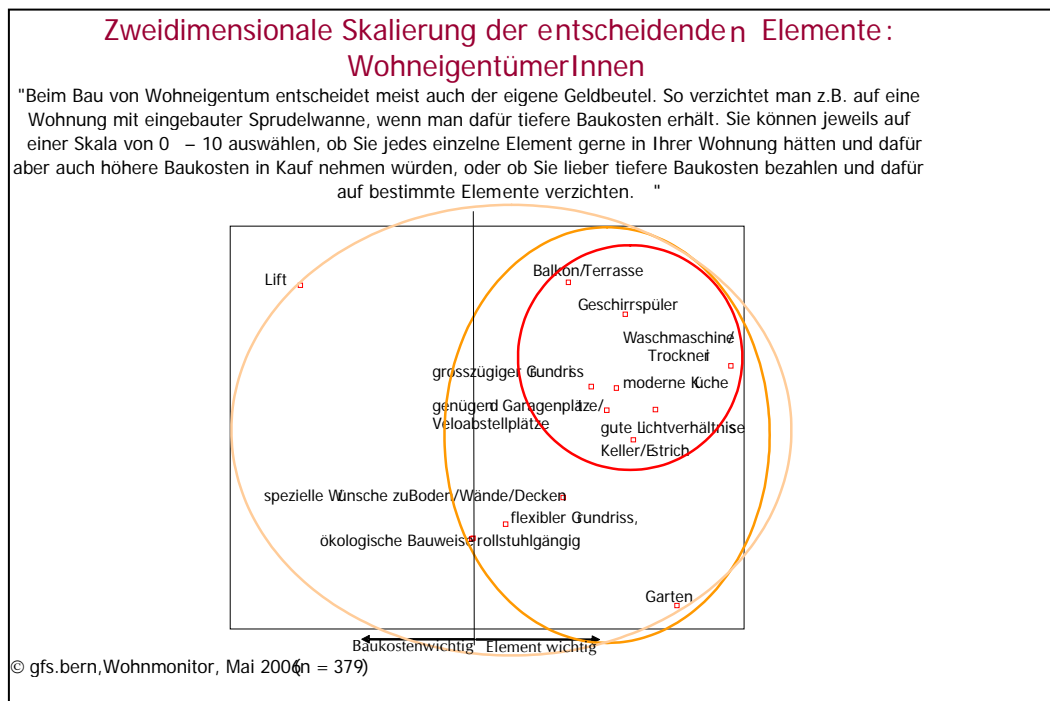 Zweidimensionale Skalierung der entscheidenden Elemente:
WohneigentümerInnen
"Beim Bau von Wohneigentum entscheidet meist auch der eigene Geldbeutel. So verzichtet man z.B. auf eine
Wohnung mit eingebauter Sprudelwanne, wenn man dafür tiefere Baukosten erhält. Sie können jeweils auf
einer Skala von 0 – 10 auswählen, ob Sie jedes einzelne Element gerne in Ihrer Wohnung hätten und dafür
aber auch höhere Baukosten in Kauf nehmen würden, oder ob Sie lieber tiefere Baukosten bezahlen und dafür
auf bestimmte Elemente verzichten. "
Lift
Balkon/Terrasse
Geschirrspüler
Waschmaschine/
Trockner
grosszügiger Grundriss
moderne Küche
genügend Garagenplätze/
Veloabstellplätze
gute Lichtverhältnisse
Keller/Estrich
spezielle Wünsche zu Boden/Wände/Decken
flexibler Grundriss,
ökologische Bauweise
rollstuhlgängig
Garten
Baukosten wichtig
Element wichtig
© gfs.bern, Wohnmonitor, Mai 2006 (n = 379)